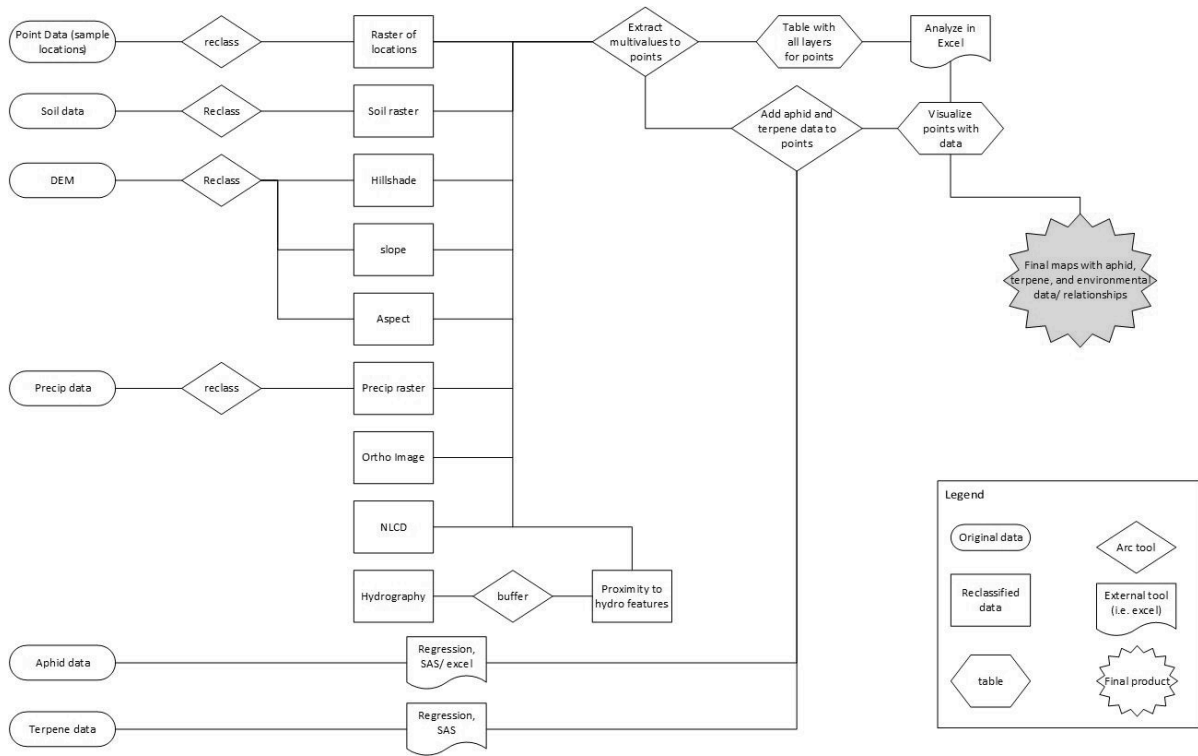 Point Data (sample
locations)
reclass
Raster of
locations
Extract
multivalues to
points
Table with
all layers
for points
Analyze in
Excel
Soil data
Reclass
Soil raster
Add aphid and
terpene data to
points
Visualize
points with
data
DEM
Reclass
Hillshade
slope
Aspect
Final maps with aphid,
terpene, and environmental
data/ relationships
Precip data
reclass
Precip raster
Ortho Image
NLCD
Hydrography
buffer
Proximity to
hydro features
Aphid data
Regression,
SAS/ excel
Terpene data
Regression,
SAS
Legend
Original data
Arc tool
Reclassified
data
External tool
(i.e. excel)
table
Final product